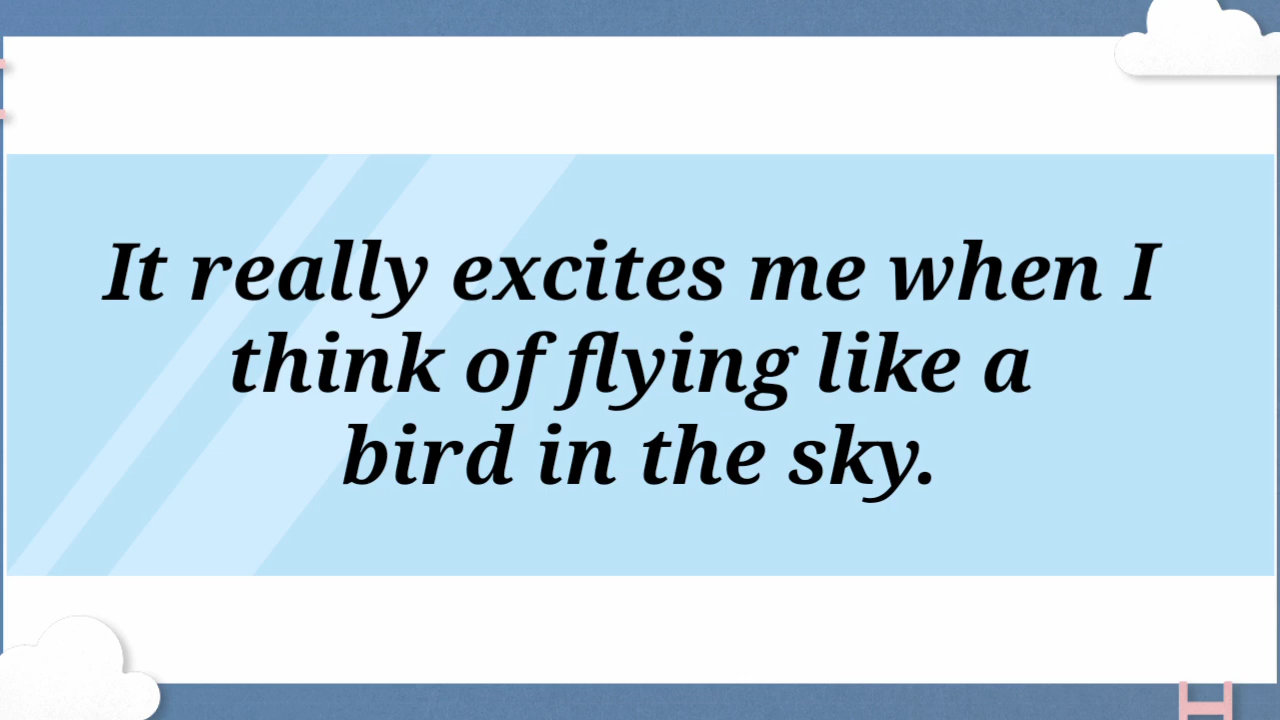 It really excites me when I
think of flying like a
bird in the sky.